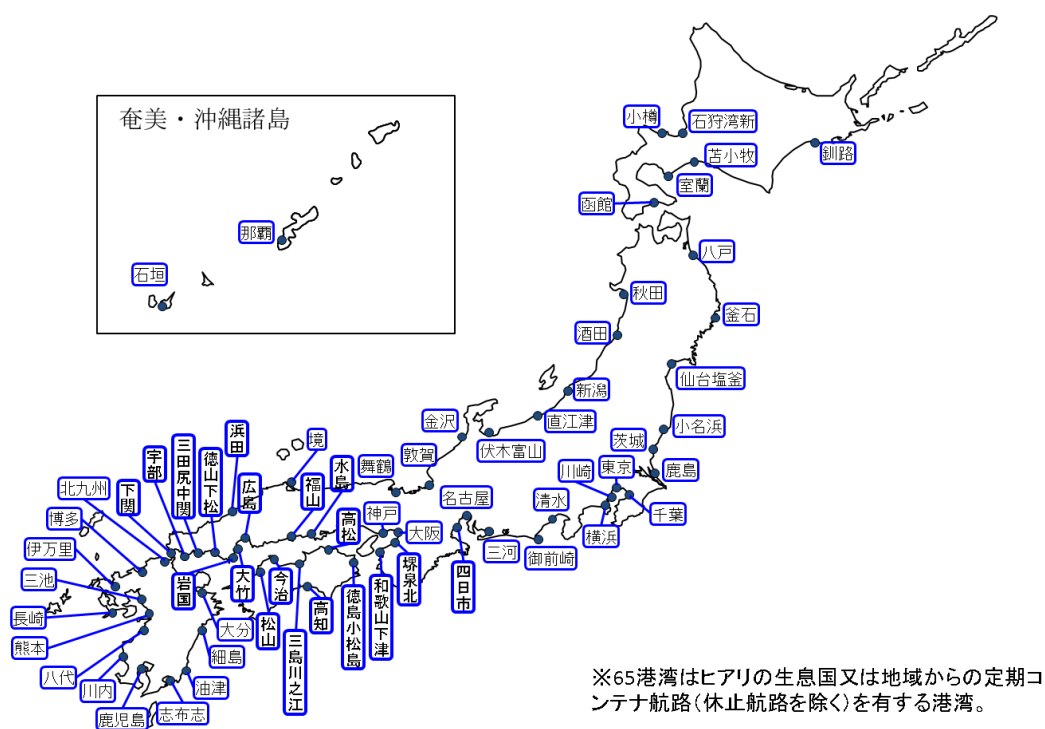 奄美・沖縄諸島
那覇
石垣
小樽
石狩湾新
苫小牧
釧路
室蘭
函館
八戸
秋田
釜石
酒田
仙台塩釜
新潟
直江津
金沢
伏木富山
小名浜
茨城
鹿島
東京
川崎
千葉
横浜
清水
御前崎
三河
名古屋
四日市
敦賀
舞鶴
境
浜田
水島
福山
広島
高松
神戸
大阪
堺泉北
和歌山下津
徳島小松島
高知
三島川之江
今治
松山
大竹
岩国
徳山下松
三田尻中関
宇部
下関
北九州
博多
伊万里
三池
長崎
熊本
八代
川内
鹿児島
志布志
油津
細島
大分
※65港湾はヒアリの生息国又は地域からの定期コ
ンテナ航路(休止航路を除く)を有する港湾。